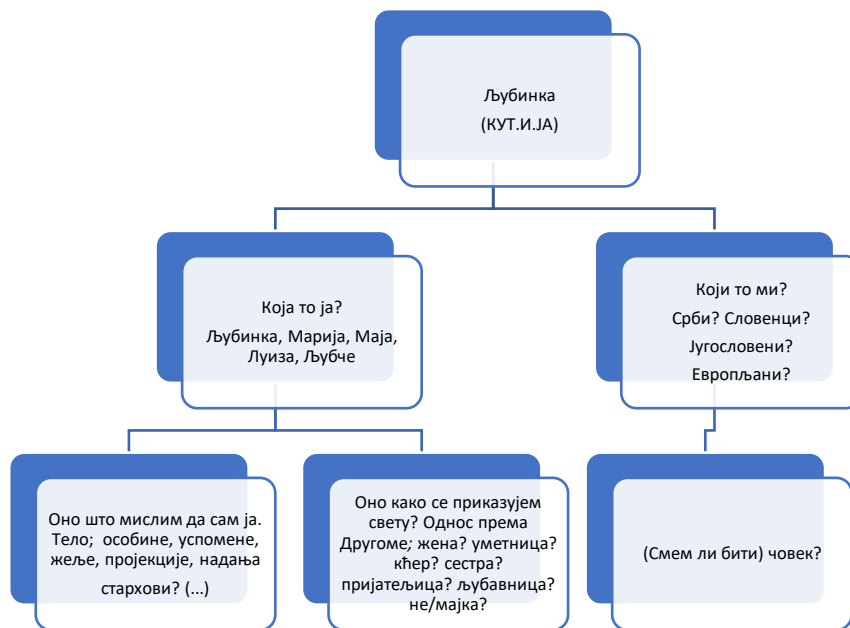 Љубинка
(КУТ.И.ЈА)
Која то ја?
Љубинка, Марија, Маја,
Луиза, Љубче
Који то ми?
Срби? Словенци?
Југословени?
Европљани?
Оно што мислим да сам ја.
Тело; особине, успомене,
жеље, пројекције, надања
стархови? (...)
Оно како се приказујем
свету? Однос према
Другоме; жена? уметница?
кћер? сестра?
пријатељица? љубавница?
не/мајка?
(Смем ли бити) човек?